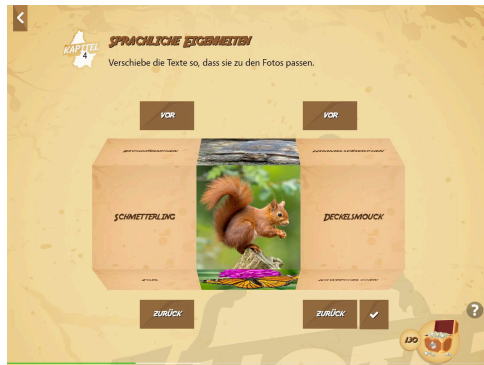 KAPITEL
4
SPRACHLICHE EIGENHEITEN
Verschiebe die Texte so, dass sie zu den Fotos passen.
VOR
VOR
SCHMETTERLING
DECKELSMOUCK
ZURÜCK
ZURÜCK
?
130